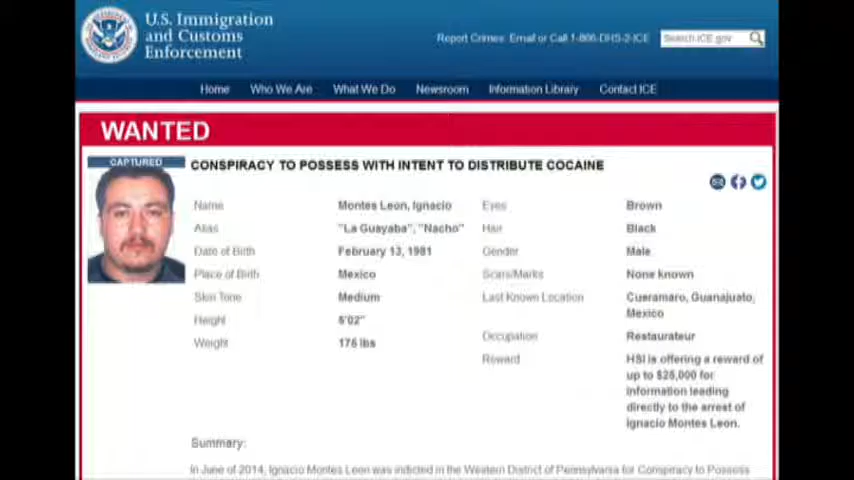 U.S. Immigration
and Customs
Enforcement
Report Crimes: Email or Call 1-866-DHS-2-ICE
Search ICE.gov
Home Who We Are What We Do Newsroom Information Library Contact ICE
WANTED
CAPTURED
CONSPIRACY TO POSSESS WITH INTENT TO DISTRIBUTE COCAINE
Name Montes Leon, Ignacio Eyes Brown
Alias "La Guayaba", "Nacho" Hair Black
Date of Birth February 13, 1981 Gender Male
Place of Birth Mexico Scars/Marks None known
Skin Tone Medium Last Known Location Cueramaro, Guanajuato,
Mexico
Height 5'02"
Occupation Restaurateur
Weight 175 lbs
Reward HSI is offering a reward of
up to $25,000 for
information leading
directly to the arrest of
Ignacio Montes Leon.
Summary:
In June of 2014, Ignacio Montes Leon was indicted in the Western District of Pennsylvania for Conspiracy to Possess